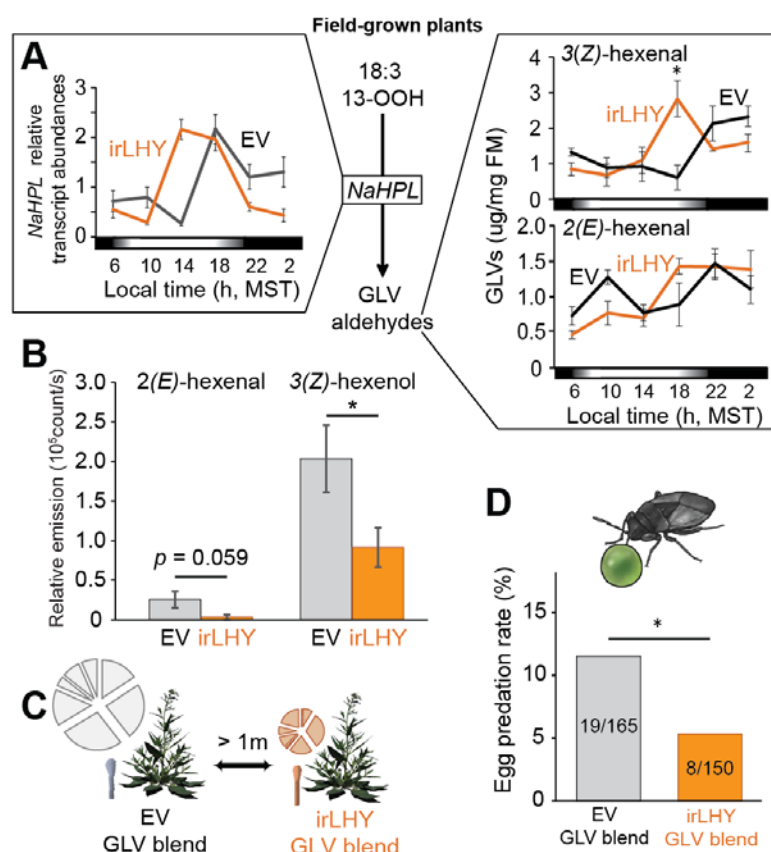 Field-grown plants
A
NaHPL relative
transcript abundances
3
2
1
0
irLHY
EV
6 10 14 18 22 2
Local time (h, MST)
18:3
13-OOH
NaHPL
GLV
aldehydes
GLVs (ug/mg FM)
3(Z)-hexenal
4
3
2
1
0
*
irLHY
EV
2(E)-hexenal
1.5
1.0
0.5
0
EV
irLHY
6 10 14 18 22 2
Local time (h, MST)
B
Relative emission (10⁵count/s)
3.0
2.5
2.0
1.5
1.0
0.5
0
2(E)-hexenal 3(Z)-hexenol
*
p = 0.059
EV irLHY EV irLHY
C
> 1m
EV
GLV blend
irLHY
GLV blend
D
Egg predation rate (%)
15
10
5
0
*
19/165
8/150
EV
GLV blend
irLHY
GLV blend